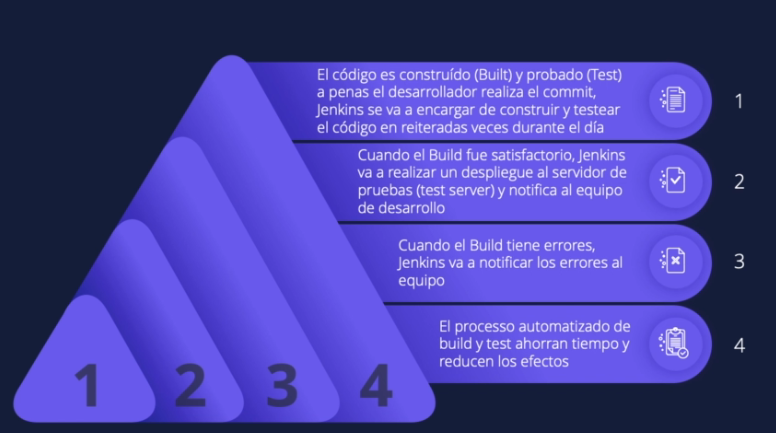 El código es construído (Built) y probado (Test)
a penas el desarrollador realiza el commit,
Jenkins se va a encargar de construir y testear
el código en reiteradas veces durante el día
1
Cuando el Build fue satisfactorio, Jenkins
va a realizar un despliegue al servidor de
pruebas (test server) y notifica al equipo
de desarrollo
2
Cuando el Build tiene errores,
Jenkins va a notificar los errores al
equipo
3
El proceso automatizado de
build y test ahorran tiempo y
reducen los efectos
4
1 2 3 4